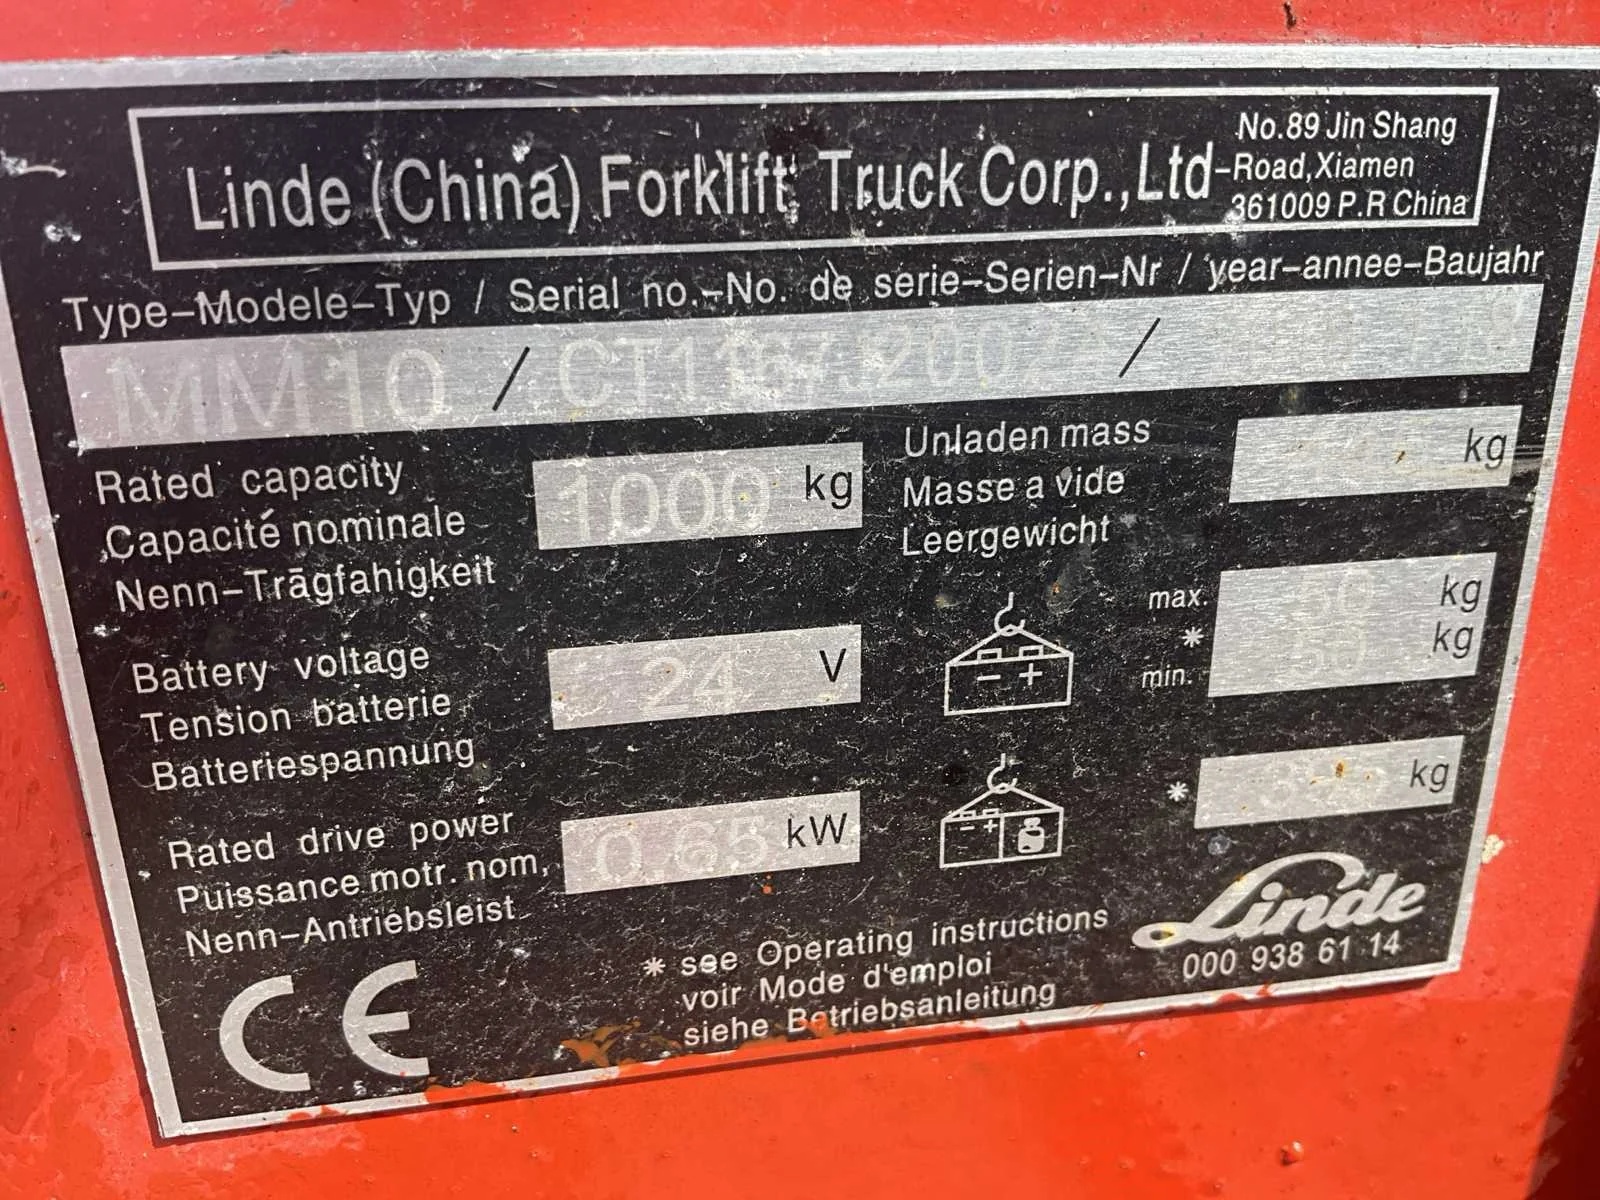 Linde (China) Forklift Truck Corp.,Ltd-
No.89 Jin Shang
Road,Xiamen
361009 P.R China
Type-Modele-Typ / Serial no.-No. de serie-Serien-Nr / year-annee-Baujahr
MM10 / /
Rated capacity
Capacité nominale
Nenn-Trāgfahigkeit
1000 kg
Unladen mass
Masse a vide
Leergewicht
kg
Battery voltage
Tension batterie
Batteriespannung
24 V
- +
max. 50 kg
*
min. 50 kg
Rated drive power
Puissance motr. nom,
Nenn-Antriebsleist
0.65 kW
- +
* kg
CE
* see Operating instructions
voir Mode d'emploi
siehe Betriebsanleitung
Linde
000 938 61 14